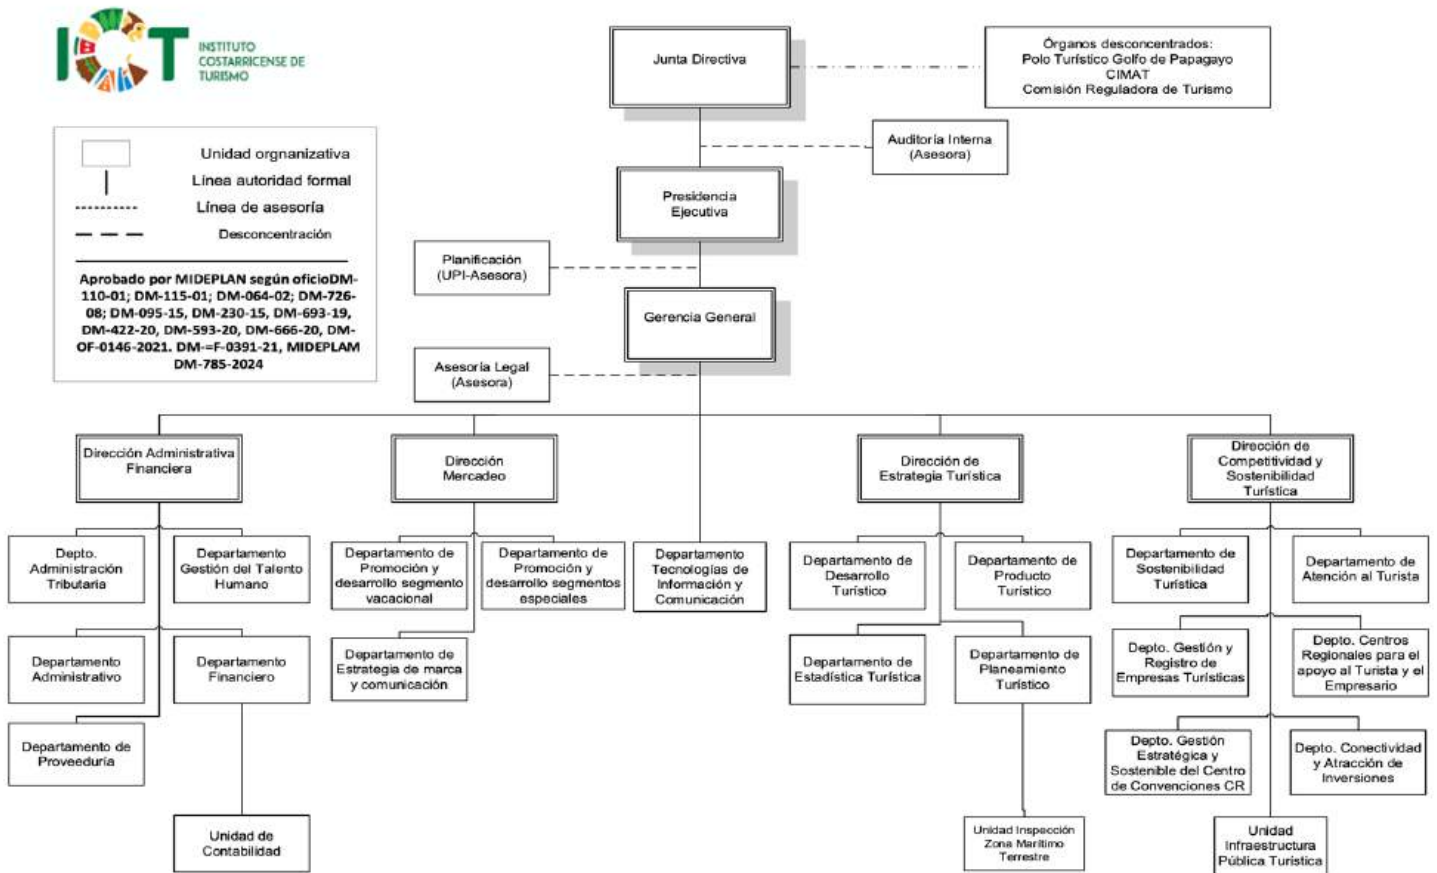 ICT
INSTITUTO
COSTARRICENSE DE
TURISMO
Junta Directiva
Órganos desconcentrados:
Polo Turístico Golfo de Papagayo
CIMAT
Comisión Reguladora de Turismo
Unidad orgnanizativa
Línea autoridad formal
Línea de asesoría
Desconcentración
Aprobado por MIDEPLAN según oficioDM-
110-01; DM-115-01; DM-064-02; DM-726-
08; DM-095-15, DM-230-15, DM-693-19,
DM-422-20, DM-593-20, DM-666-20, DM-
OF-0146-2021. DM-=F-0391-21, MIDEPLAM
DM-785-2024
Auditoría Interna
(Asesora)
Presidencia
Ejecutiva
Planificación
(UPI-Asesora)
Gerencia General
Asesoría Legal
(Asesora)
Dirección Administrativa
Financiera
Dirección
Mercadeo
Dirección de
Estrategia Turística
Dirección de
Competitividad y
Sostenibilidad
Turística
Depto.
Administración
Tributaria
Departamento
Gestión del Talento
Humano
Departamento de
Promoción y
desarrollo segmento
vacacional
Departamento de
Promoción y
desarrollo segmentos
especiales
Departamento
Tecnologías de
Información y
Comunicación
Departamento de
Desarrollo
Turístico
Departamento de
Producto
Turístico
Departamento de
Sostenibilidad
Turística
Departamento de
Atención al Turista
Departamento
Administrativo
Departamento
Financiero
Departamento de
Estrategia de marca
y comunicación
Departamento de
Estadística Turística
Departamento de
Planeamiento
Turístico
Depto. Gestión y
Registro de
Empresas Turísticas
Depto. Centros
Regionales para el
apoyo al Turista y el
Empresario
Departamento de
Proveeduría
Depto. Gestión
Estratégica y
Sostenible del Centro
de Convenciones CR
Depto. Conectividad
y Atracción de
Inversiones
Unidad de
Contabilidad
Unidad Inspección
Zona Marítimo
Terrestre
Unidad
Infraestructura
Pública Turística